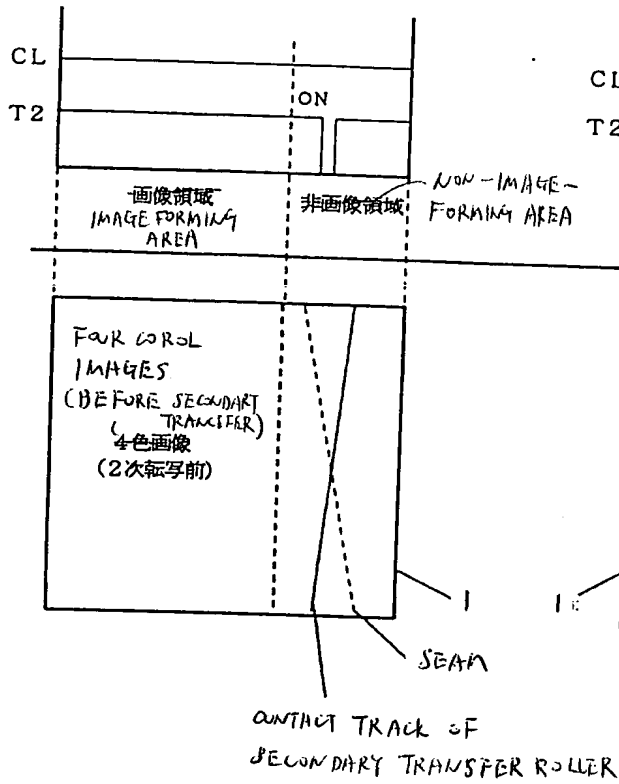 CL
CL
ON
T2
T2
画像領域
IMAGE FORMING
AREA
非画像領域
NON-IMAGE-
FORMING AREA
FOUR COROL
IMAGES
(BEFORE SECONDART
( TRANSFER)
4色画像
(2次転写前)
1
1
SEAM
CONTACT TRACK OF
SECONDARY TRANSFER ROLLER